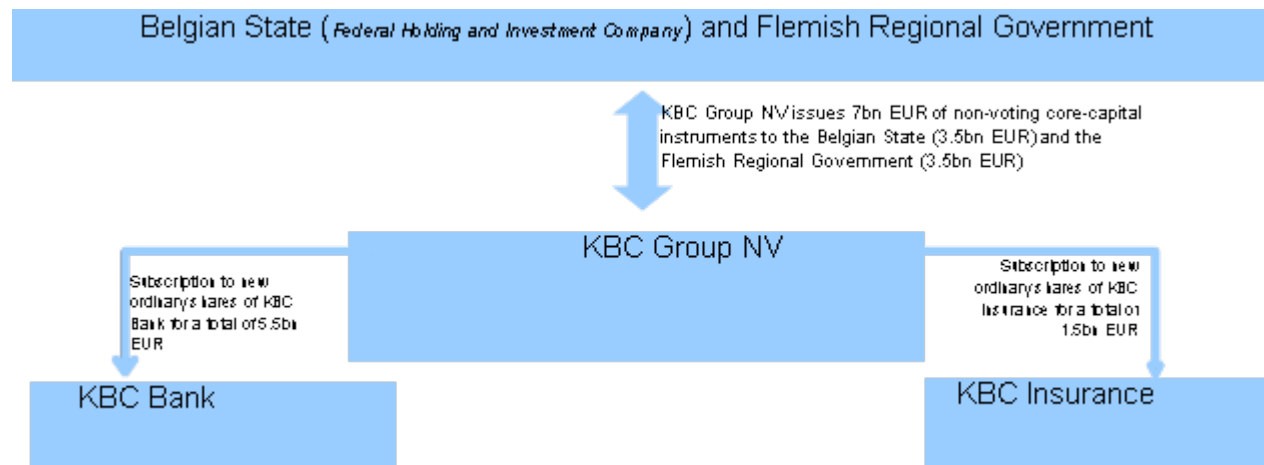 Belgian State (Federal Holding and Investment Company) and Flemish Regional Government
KBC Group NV issues 7bn EUR of non-voting core-capital
instruments to the Belgian State (3.5bn EUR) and the
Flemish Regional Government (3.5bn EUR)
KBC Group NV
Subscription to new
ordinary shares of KBC
Bank for a total of 5.5bn
EUR
Subscription to new
ordinary shares of KBC
Insurance for a total of
1.5bn EUR
KBC Bank
KBC Insurance